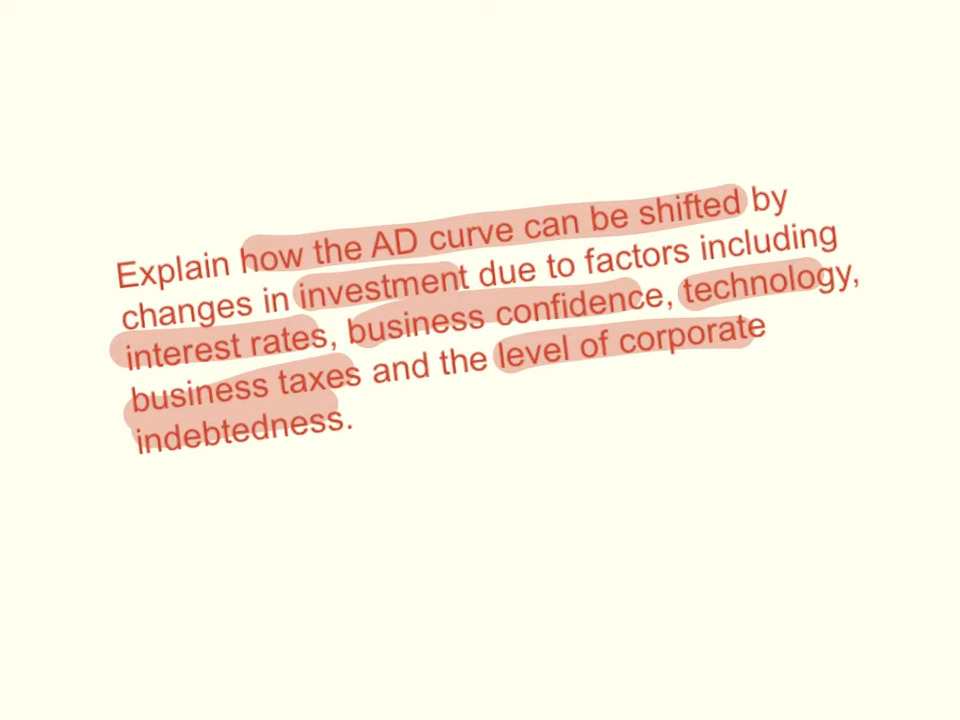 Explain how the AD curve can be shifted by
changes in investment due to factors including
interest rates, business confidence, technology,
business taxes and the level of corporate
indebtedness.